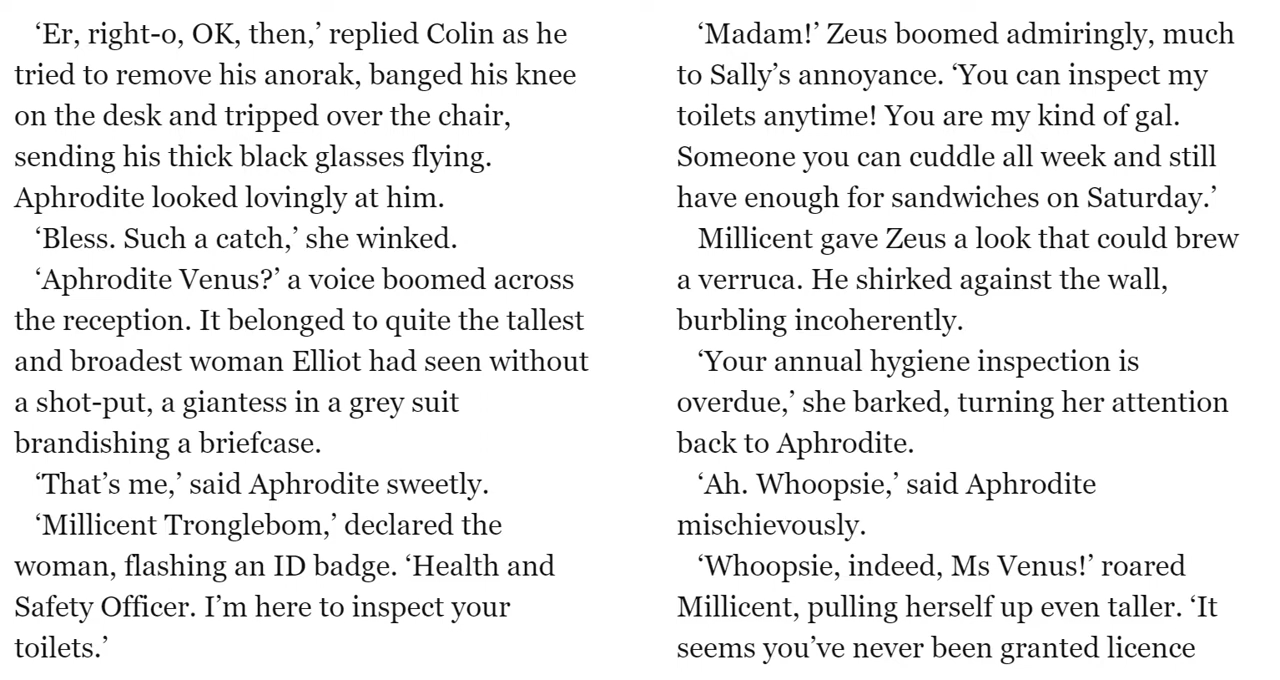 ‘Er, right-o, OK, then,’ replied Colin as he
tried to remove his anorak, banged his knee
on the desk and tripped over the chair,
sending his thick black glasses flying.
Aphrodite looked lovingly at him.
‘Bless. Such a catch,’ she winked.
‘Aphrodite Venus?’ a voice boomed across
the reception. It belonged to quite the tallest
and broadest woman Elliot had seen without
a shot-put, a giantess in a grey suit
brandishing a briefcase.
‘That’s me,’ said Aphrodite sweetly.
‘Millicent Tronglebom,’ declared the
woman, flashing an ID badge. ‘Health and
Safety Officer. I’m here to inspect your
toilets.’
‘Madam!’ Zeus boomed admiringly, much
to Sally’s annoyance. ‘You can inspect my
toilets anytime! You are my kind of gal.
Someone you can cuddle all week and still
have enough for sandwiches on Saturday.’
Millicent gave Zeus a look that could brew
a verruca. He shirked against the wall,
burbling incoherently.
‘Your annual hygiene inspection is
overdue,’ she barked, turning her attention
back to Aphrodite.
‘Ah. Whoopsie,’ said Aphrodite
mischievously.
‘Whoopsie, indeed, Ms Venus!’ roared
Millicent, pulling herself up even taller. ‘It
seems you’ve never been granted licence